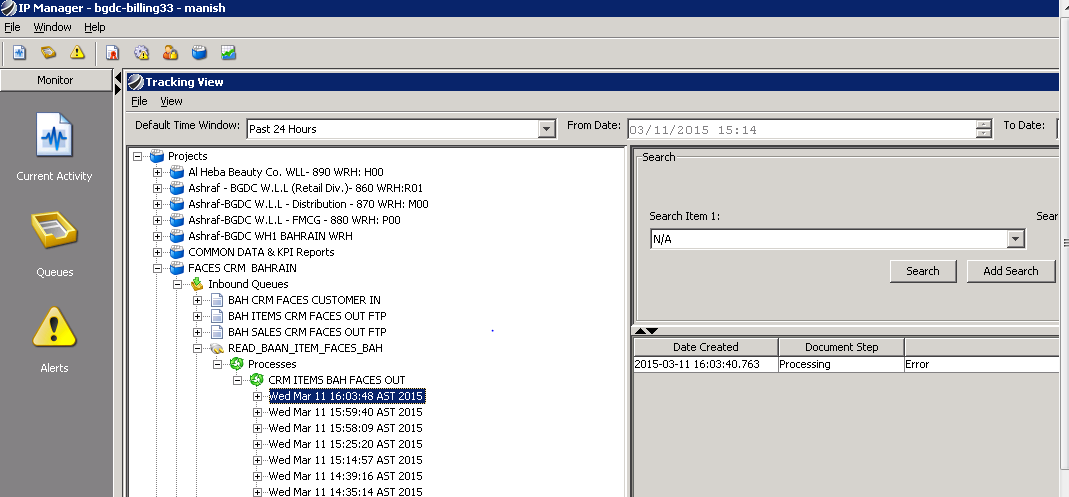 IP Manager - bgdc-billing33 - manish
File Window Help
Monitor
Tracking View
File View
Default Time Window: Past 24 Hours From Date: 03/11/2015 15:14 To Date:
Current Activity
Queues
Alerts
Projects
Al Heba Beauty Co. WLL- 890 WRH: H00
Ashraf - BGDC W.L.L (Retail Div.)- 860 WRH:R01
Ashraf-BGDC W.L.L - Distribution - 870 WRH: M00
Ashraf-BGDC W.L.L - FMCG - 880 WRH: P00
Ashraf-BGDC WH1 BAHRAIN WRH
COMMON DATA & KPI Reports
FACES CRM BAHRAIN
Inbound Queues
BAH CRM FACES CUSTOMER IN
BAH ITEMS CRM FACES OUT FTP
BAH SALES CRM FACES OUT FTP
READ_BAAN_ITEM_FACES_BAH
Processes
CRM ITEMS BAH FACES OUT
Wed Mar 11 16:03:48 AST 2015
Wed Mar 11 15:59:40 AST 2015
Wed Mar 11 15:58:09 AST 2015
Wed Mar 11 15:25:20 AST 2015
Wed Mar 11 15:14:57 AST 2015
Wed Mar 11 14:39:16 AST 2015
Wed Mar 11 14:35:14 AST 2015
Search
Search Item 1: Sear
N/A
Search Add Search
Date Created Document Step
2015-03-11 16:03:40.763 Processing Error